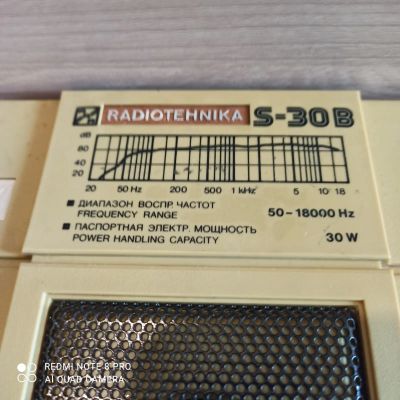 RADIOTEHNIKA S-30B
dB
80
40
20
20 50 Hz 200 500 1 kHz 5 10 18
■ ДИАПАЗОН ВОСПР. ЧАСТОТ
FREQUENCY RANGE 50–18000 Hz
■ ПАСПОРТНАЯ ЭЛЕКТР. МОЩНОСТЬ
POWER HANDLING CAPACITY 30 W
REDMI NOTE 8 PRO
AI QUAD CAMERA